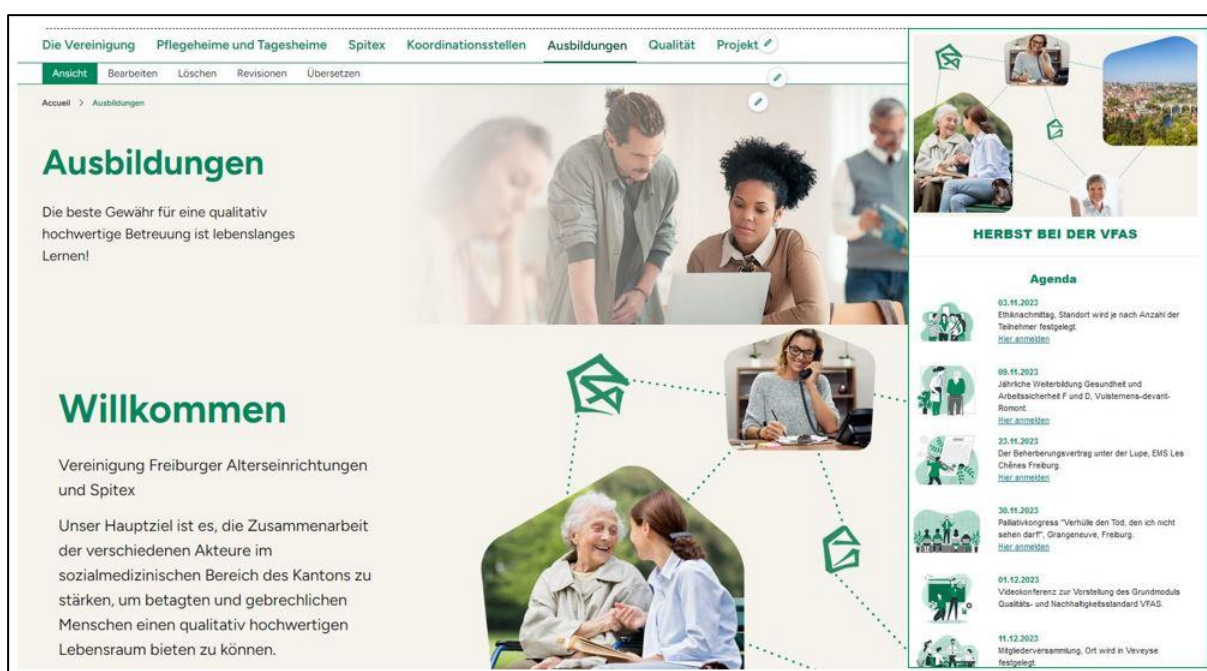 Die Vereinigung Pflegeheime und Tagesheime Spitex Koordinationsstellen Ausbildungen Qualität Projekt
Ansicht Bearbeiten Löschen Revisionen Übersetzen
Accueil > Ausbildungen
Ausbildungen
Die beste Gewähr für eine qualitativ
hochwertige Betreuung ist lebenslanges
Lernen!
Willkommen
Vereinigung Freiburger Alterseinrichtungen
und Spitex
Unser Hauptziel ist es, die Zusammenarbeit
der verschiedenen Akteure im
sozialmedizinischen Bereich des Kantons zu
stärken, um betagten und gebrechlichen
Menschen einen qualitativ hochwertigen
Lebensraum bieten zu können.
HERBST BEI DER VFAS
Agenda
03.11.2023
Ethiknachmittag, Standort wird je nach Anzahl der
Teilnehmer festgelegt.
Hier anmelden
09.11.2023
Jährliche Weiterbildung Gesundheit und
Arbeitssicherheit F und D, Vuisternens-devant-
Romont.
Hier anmelden
23.11.2023
Der Beherberungsvertrag unter der Lupe, EMS Les
Chênes Freiburg.
Hier anmelden
30.11.2023
Palliativkongress "Verhülle den Tod, den ich nicht
sehen darf!", Grangeneuve, Freiburg.
Hier anmelden
01.12.2023
Videokonferenz zur Vorstellung des Grundmoduls
Qualitäts- und Nachhaltigkeitsstandard VFAS.
11.12.2023
Mitgliederversammlung, Ort wird in Veveyse
festgelegt.